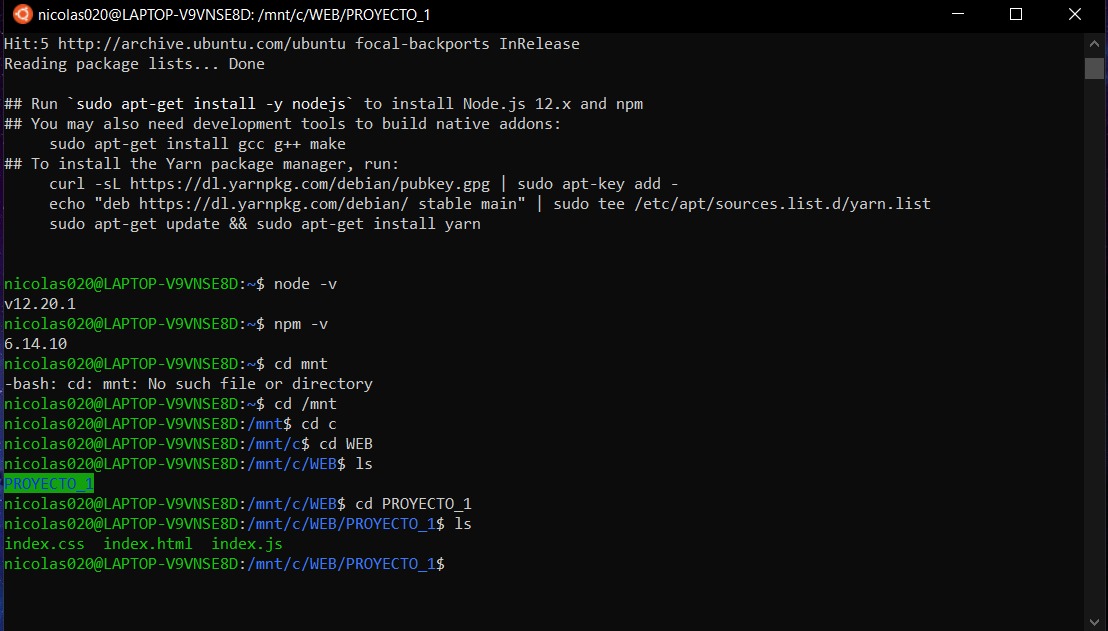 nicolas020@LAPTOP-V9VNSE8D: /mnt/c/WEB/PROYECTO_1
Hit:5 http://archive.ubuntu.com/ubuntu focal-backports InRelease
Reading package lists... Done
## Run `sudo apt-get install -y nodejs` to install Node.js 12.x and npm
## You may also need development tools to build native addons:
     sudo apt-get install gcc g++ make
## To install the Yarn package manager, run:
     curl -sL https://dl.yarnpkg.com/debian/pubkey.gpg | sudo apt-key add -
     echo "deb https://dl.yarnpkg.com/debian/ stable main" | sudo tee /etc/apt/sources.list.d/yarn.list
     sudo apt-get update && sudo apt-get install yarn
nicolas020@LAPTOP-V9VNSE8D:~$ node -v
v12.20.1
nicolas020@LAPTOP-V9VNSE8D:~$ npm -v
6.14.10
nicolas020@LAPTOP-V9VNSE8D:~$ cd mnt
-bash: cd: mnt: No such file or directory
nicolas020@LAPTOP-V9VNSE8D:~$ cd /mnt
nicolas020@LAPTOP-V9VNSE8D:/mnt$ cd c
nicolas020@LAPTOP-V9VNSE8D:/mnt/c$ cd WEB
nicolas020@LAPTOP-V9VNSE8D:/mnt/c/WEB$ ls
PROYECTO_1
nicolas020@LAPTOP-V9VNSE8D:/mnt/c/WEB$ cd PROYECTO_1
nicolas020@LAPTOP-V9VNSE8D:/mnt/c/WEB/PROYECTO_1$ ls
index.css  index.html  index.js
nicolas020@LAPTOP-V9VNSE8D:/mnt/c/WEB/PROYECTO_1$